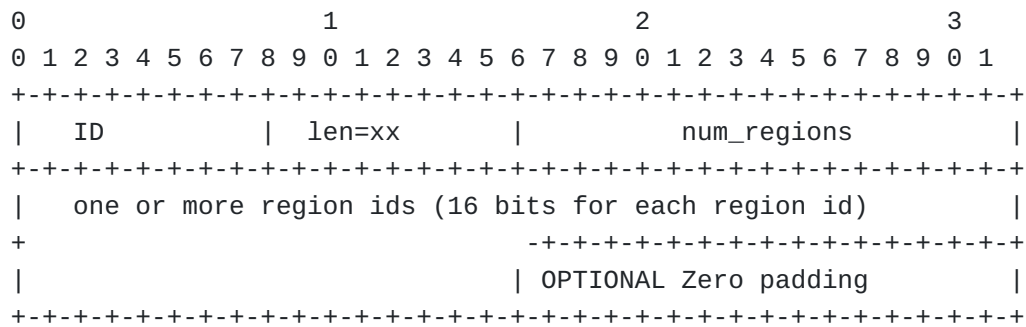 0                   1                   2                   3
0 1 2 3 4 5 6 7 8 9 0 1 2 3 4 5 6 7 8 9 0 1 2 3 4 5 6 7 8 9 0 1
+-+-+-+-+-+-+-+-+-+-+-+-+-+-+-+-+-+-+-+-+-+-+-+-+-+-+-+-+-+-+-+-+
|   ID          |  len=xx       |          num_regions          |
+-+-+-+-+-+-+-+-+-+-+-+-+-+-+-+-+-+-+-+-+-+-+-+-+-+-+-+-+-+-+-+-+
|   one or more region ids (16 bits for each region id)         |
+                                -+-+-+-+-+-+-+-+-+-+-+-+-+-+-+-+
|                               | OPTIONAL Zero padding         |
+-+-+-+-+-+-+-+-+-+-+-+-+-+-+-+-+-+-+-+-+-+-+-+-+-+-+-+-+-+-+-+-+